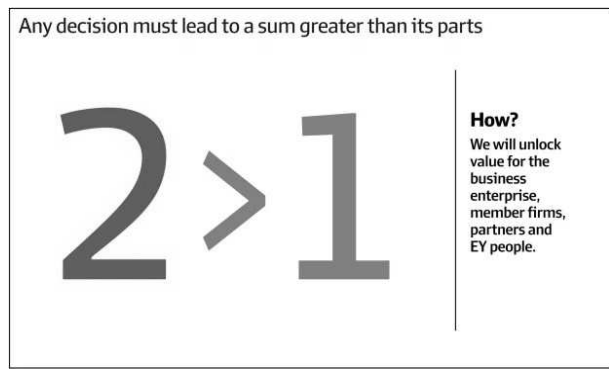 Any decision must lead to a sum greater than its parts
2 > 1
How?
We will unlock
value for the
business
enterprise,
member firms,
partners and
EY people.